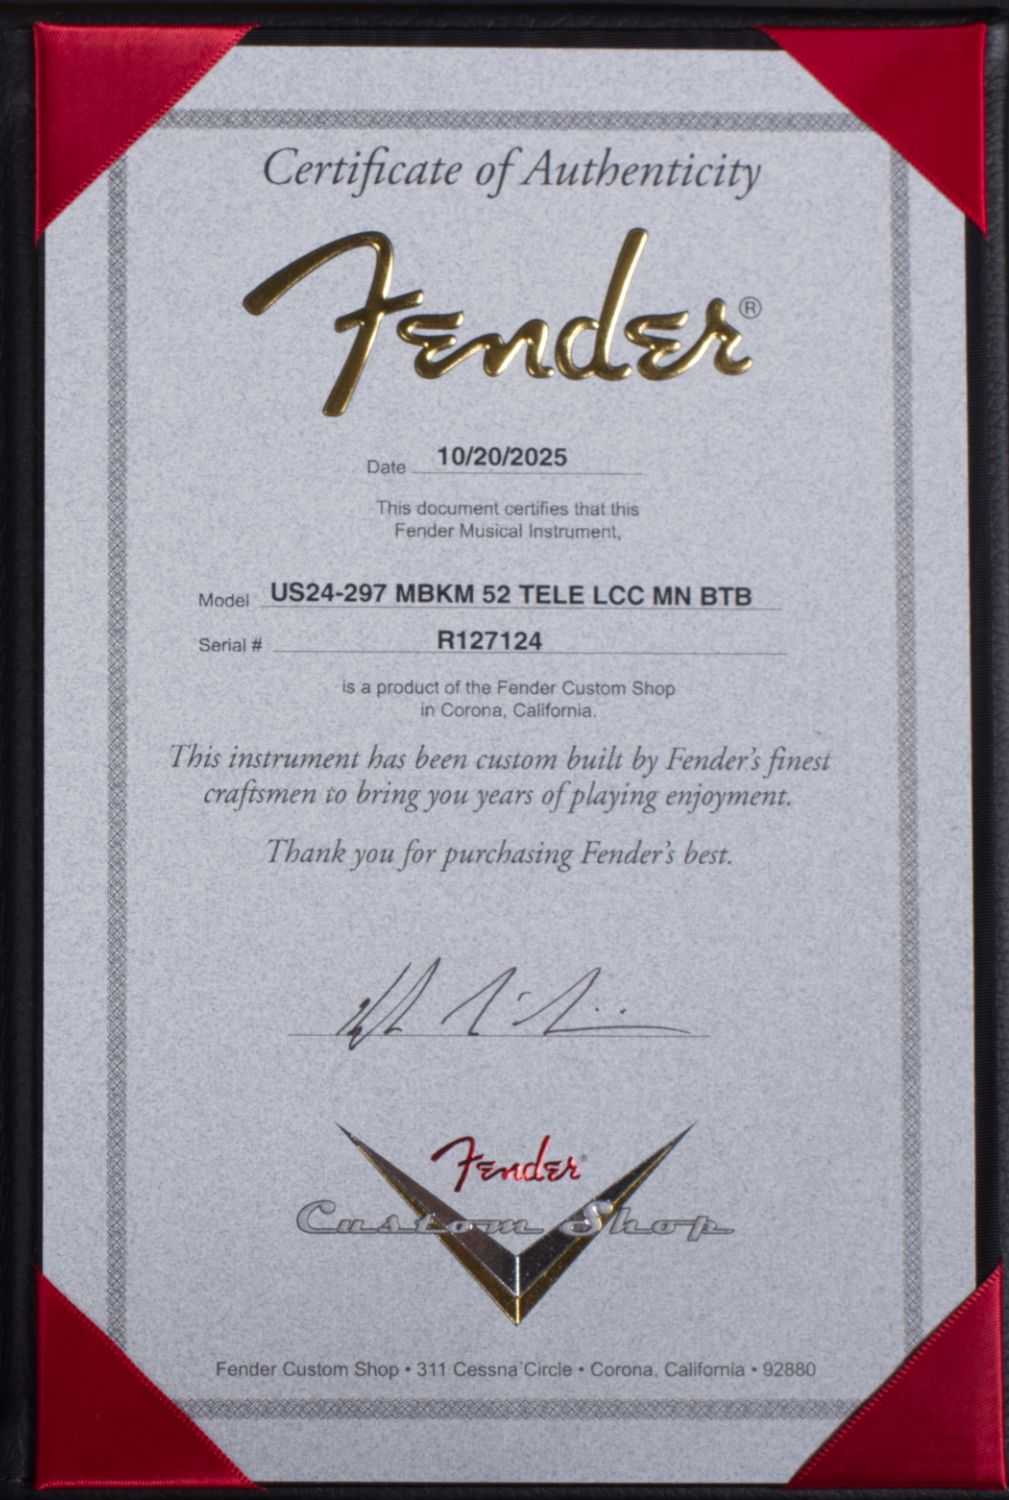 Certificate of Authenticity
Fender®
Date 10/20/2025
This document certifies that this
Fender Musical Instrument,
Model US24-297 MBKM 52 TELE LCC MN BTB
Serial # R127124
is a product of the Fender Custom Shop
in Corona, California.
This instrument has been custom built by Fender's finest
craftsmen to bring you years of playing enjoyment.
Thank you for purchasing Fender's best.
Fender
Custom Shop
Fender Custom Shop • 311 Cessna Circle • Corona, California • 92880